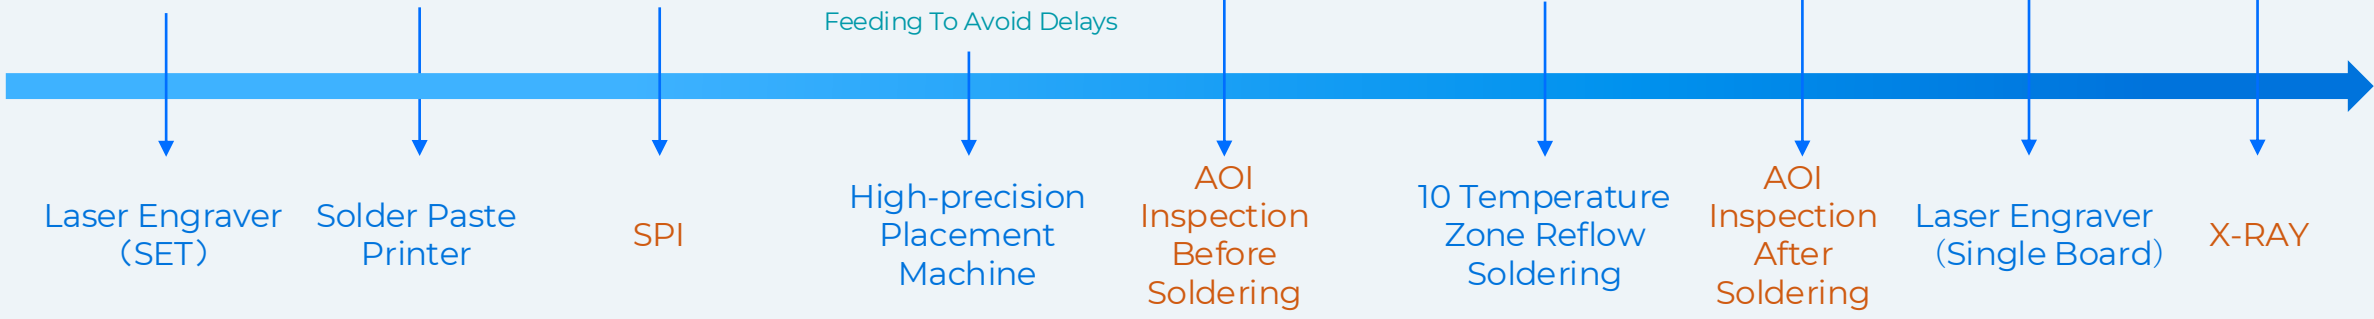 Feeding To Avoid Delays
Laser Engraver
（SET）
Solder Paste
Printer
SPI
High-precision
Placement
Machine
AOI
Inspection
Before
Soldering
10 Temperature
Zone Reflow
Soldering
AOI
Inspection
After
Soldering
Laser Engraver
（Single Board）
X-RAY